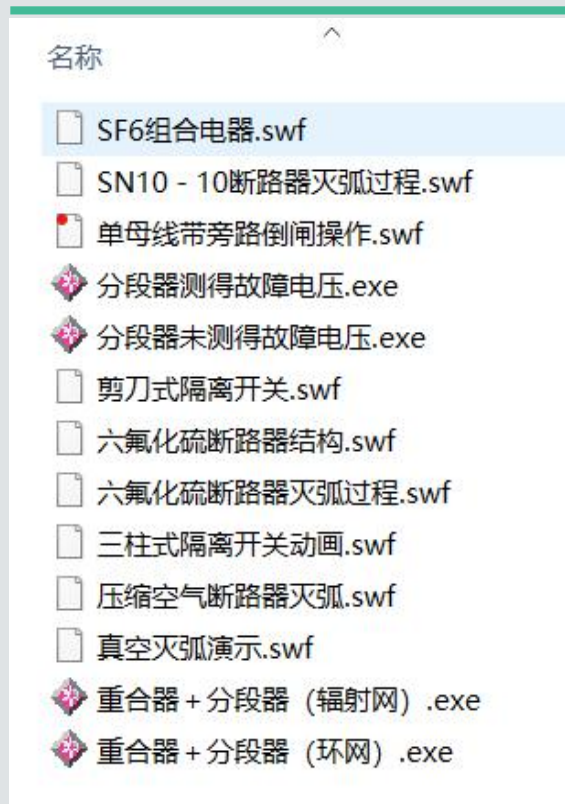 名称
SF6组合电器.swf
SN10－10断路器灭弧过程.swf
单母线带旁路倒闸操作.swf
分段器测得故障电压.exe
分段器未测得故障电压.exe
剪刀式隔离开关.swf
六氟化硫断路器结构.swf
六氟化硫断路器灭弧过程.swf
三柱式隔离开关动画.swf
压缩空气断路器灭弧.swf
真空灭弧演示.swf
重合器＋分段器（辐射网）.exe
重合器＋分段器（环网）.exe